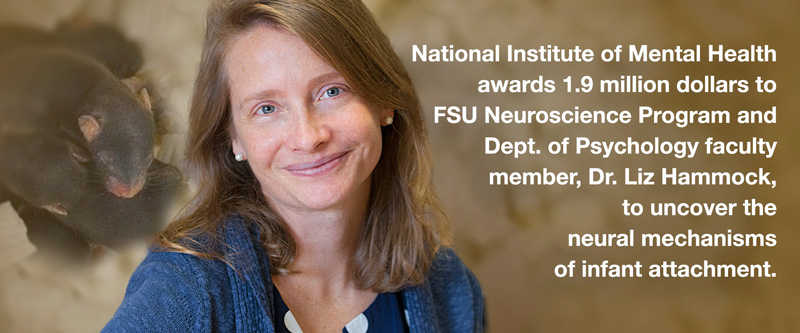 National Institute of Mental Health
awards 1.9 million dollars to
FSU Neuroscience Program and
Dept. of Psychology faculty
member, Dr. Liz Hammock,
to uncover the
neural mechanisms
of infant attachment.